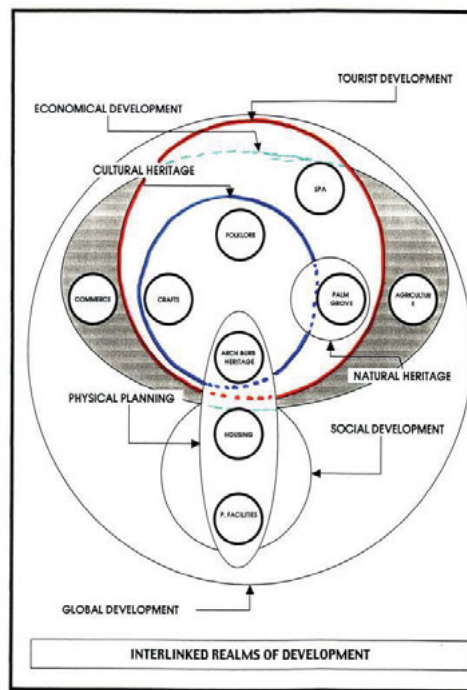 TOURIST DEVELOPMENT
ECONOMICAL DEVELOPMENT
CULTURAL HERITAGE
SPA
FOLKLORE
COMMERCE
CRAFTS
PALM
GROVE
AGRICULTUR
E
ARCH BURB
HERITAGE
NATURAL HERITAGE
PHYSICAL PLANNING
HOUSING
SOCIAL DEVELOPMENT
P. FACILITIES
GLOBAL DEVELOPMENT
INTERLINKED REALMS OF DEVELOPMENT